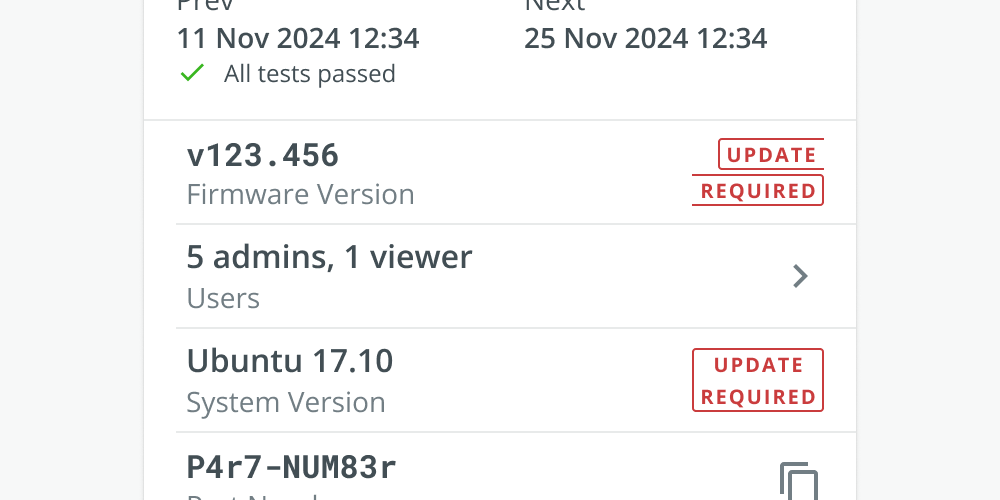 Prev Next
11 Nov 2024 12:34 25 Nov 2024 12:34
All tests passed
v123.456 UPDATE
Firmware Version REQUIRED
5 admins, 1 viewer
Users
Ubuntu 17.10 UPDATE
System Version REQUIRED
P4r7-NUM83r